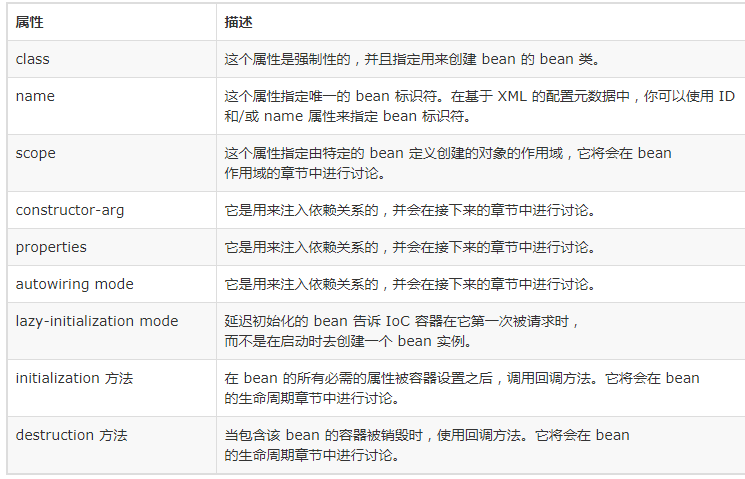 属性 描述
class 这个属性是强制性的，并且指定用来创建 bean 的 bean 类。
name 这个属性指定唯一的 bean 标识符。在基于 XML 的配置元数据中，你可以使用 ID
和/或 name 属性来指定 bean 标识符。
scope 这个属性指定由特定的 bean 定义创建的对象的作用域，它将会在 bean
作用域的章节中进行讨论。
constructor-arg 它是用来注入依赖关系的，并会在接下来的章节中进行讨论。
properties 它是用来注入依赖关系的，并会在接下来的章节中进行讨论。
autowiring mode 它是用来注入依赖关系的，并会在接下来的章节中进行讨论。
lazy-initialization mode 延迟初始化的 bean 告诉 IoC 容器在它第一次被请求时，
而不是在启动时去创建一个 bean 实例。
initialization 方法 在 bean 的所有必需的属性被容器设置之后，调用回调方法。它将会在 bean
的生命周期章节中进行讨论。
destruction 方法 当包含该 bean 的容器被销毁时，使用回调方法。它将会在 bean
的生命周期章节中进行讨论。